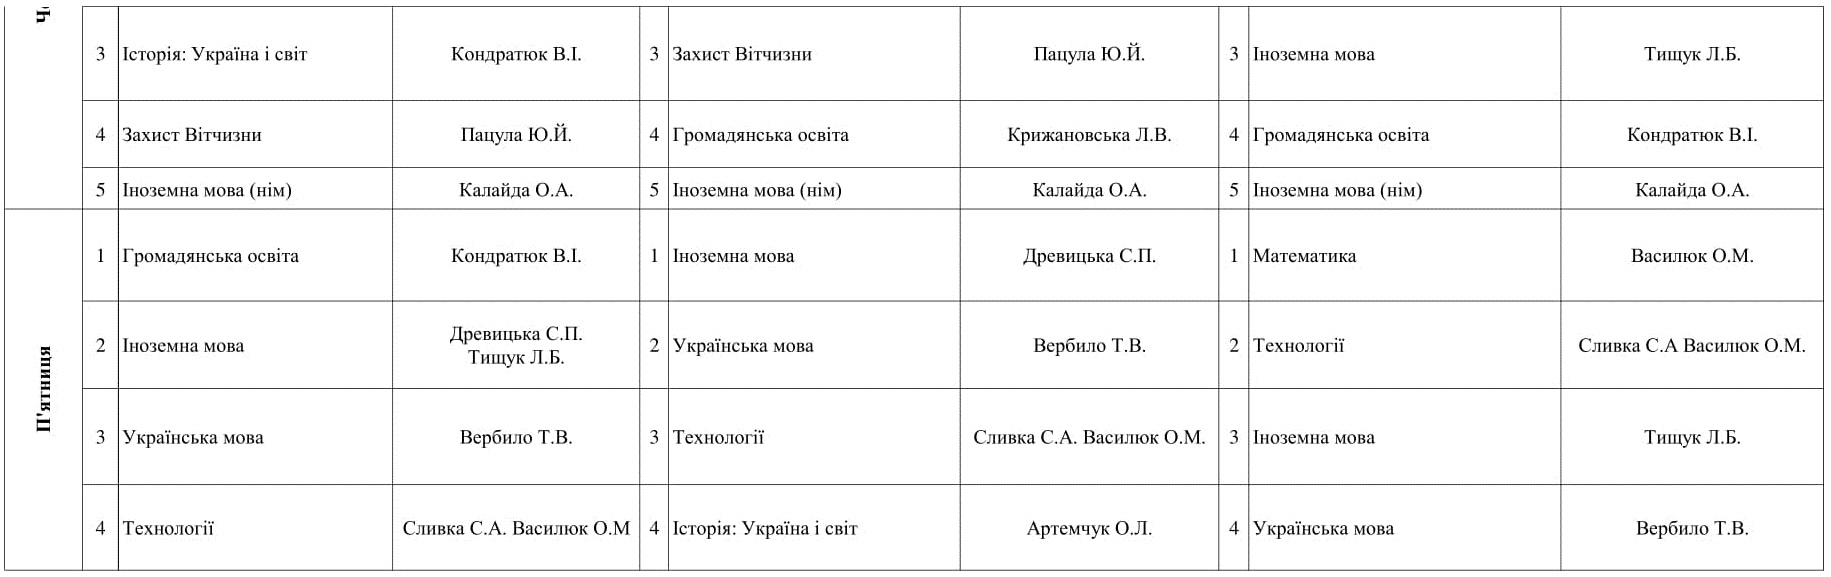 Че
3 Історія: Україна і світ Кондратюк В.І. 3 Захист Вітчизни Пацула Ю.Й. 3 Іноземна мова Тищук Л.Б.
4 Захист Вітчизни Пацула Ю.Й. 4 Громадянська освіта Крижановська Л.В. 4 Громадянська освіта Кондратюк В.І.
5 Іноземна мова (нім) Калайда О.А. 5 Іноземна мова (нім) Калайда О.А. 5 Іноземна мова (нім) Калайда О.А.
П'ятниця
1 Громадянська освіта Кондратюк В.І. 1 Іноземна мова Древицька С.П. 1 Математика Василюк О.М.
2 Іноземна мова Древицька С.П.
Тищук Л.Б. 2 Українська мова Вербило Т.В. 2 Технології Сливка С.А Василюк О.М.
3 Українська мова Вербило Т.В. 3 Технології Сливка С.А. Василюк О.М. 3 Іноземна мова Тищук Л.Б.
4 Технології Сливка С.А. Василюк О.М 4 Історія: Україна і світ Артемчук О.Л. 4 Українська мова Вербило Т.В.